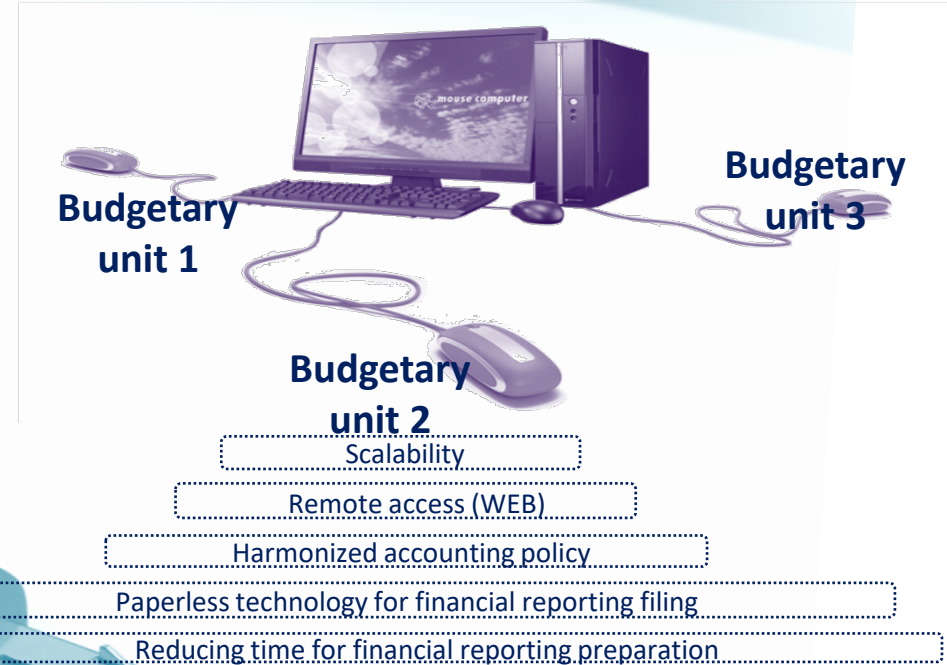 mouse computer
Budgetary
unit 1
Budgetary
unit 3
Budgetary
unit 2
Scalability
Remote access (WEB)
Harmonized accounting policy
Paperless technology for financial reporting filing
Reducing time for financial reporting preparation